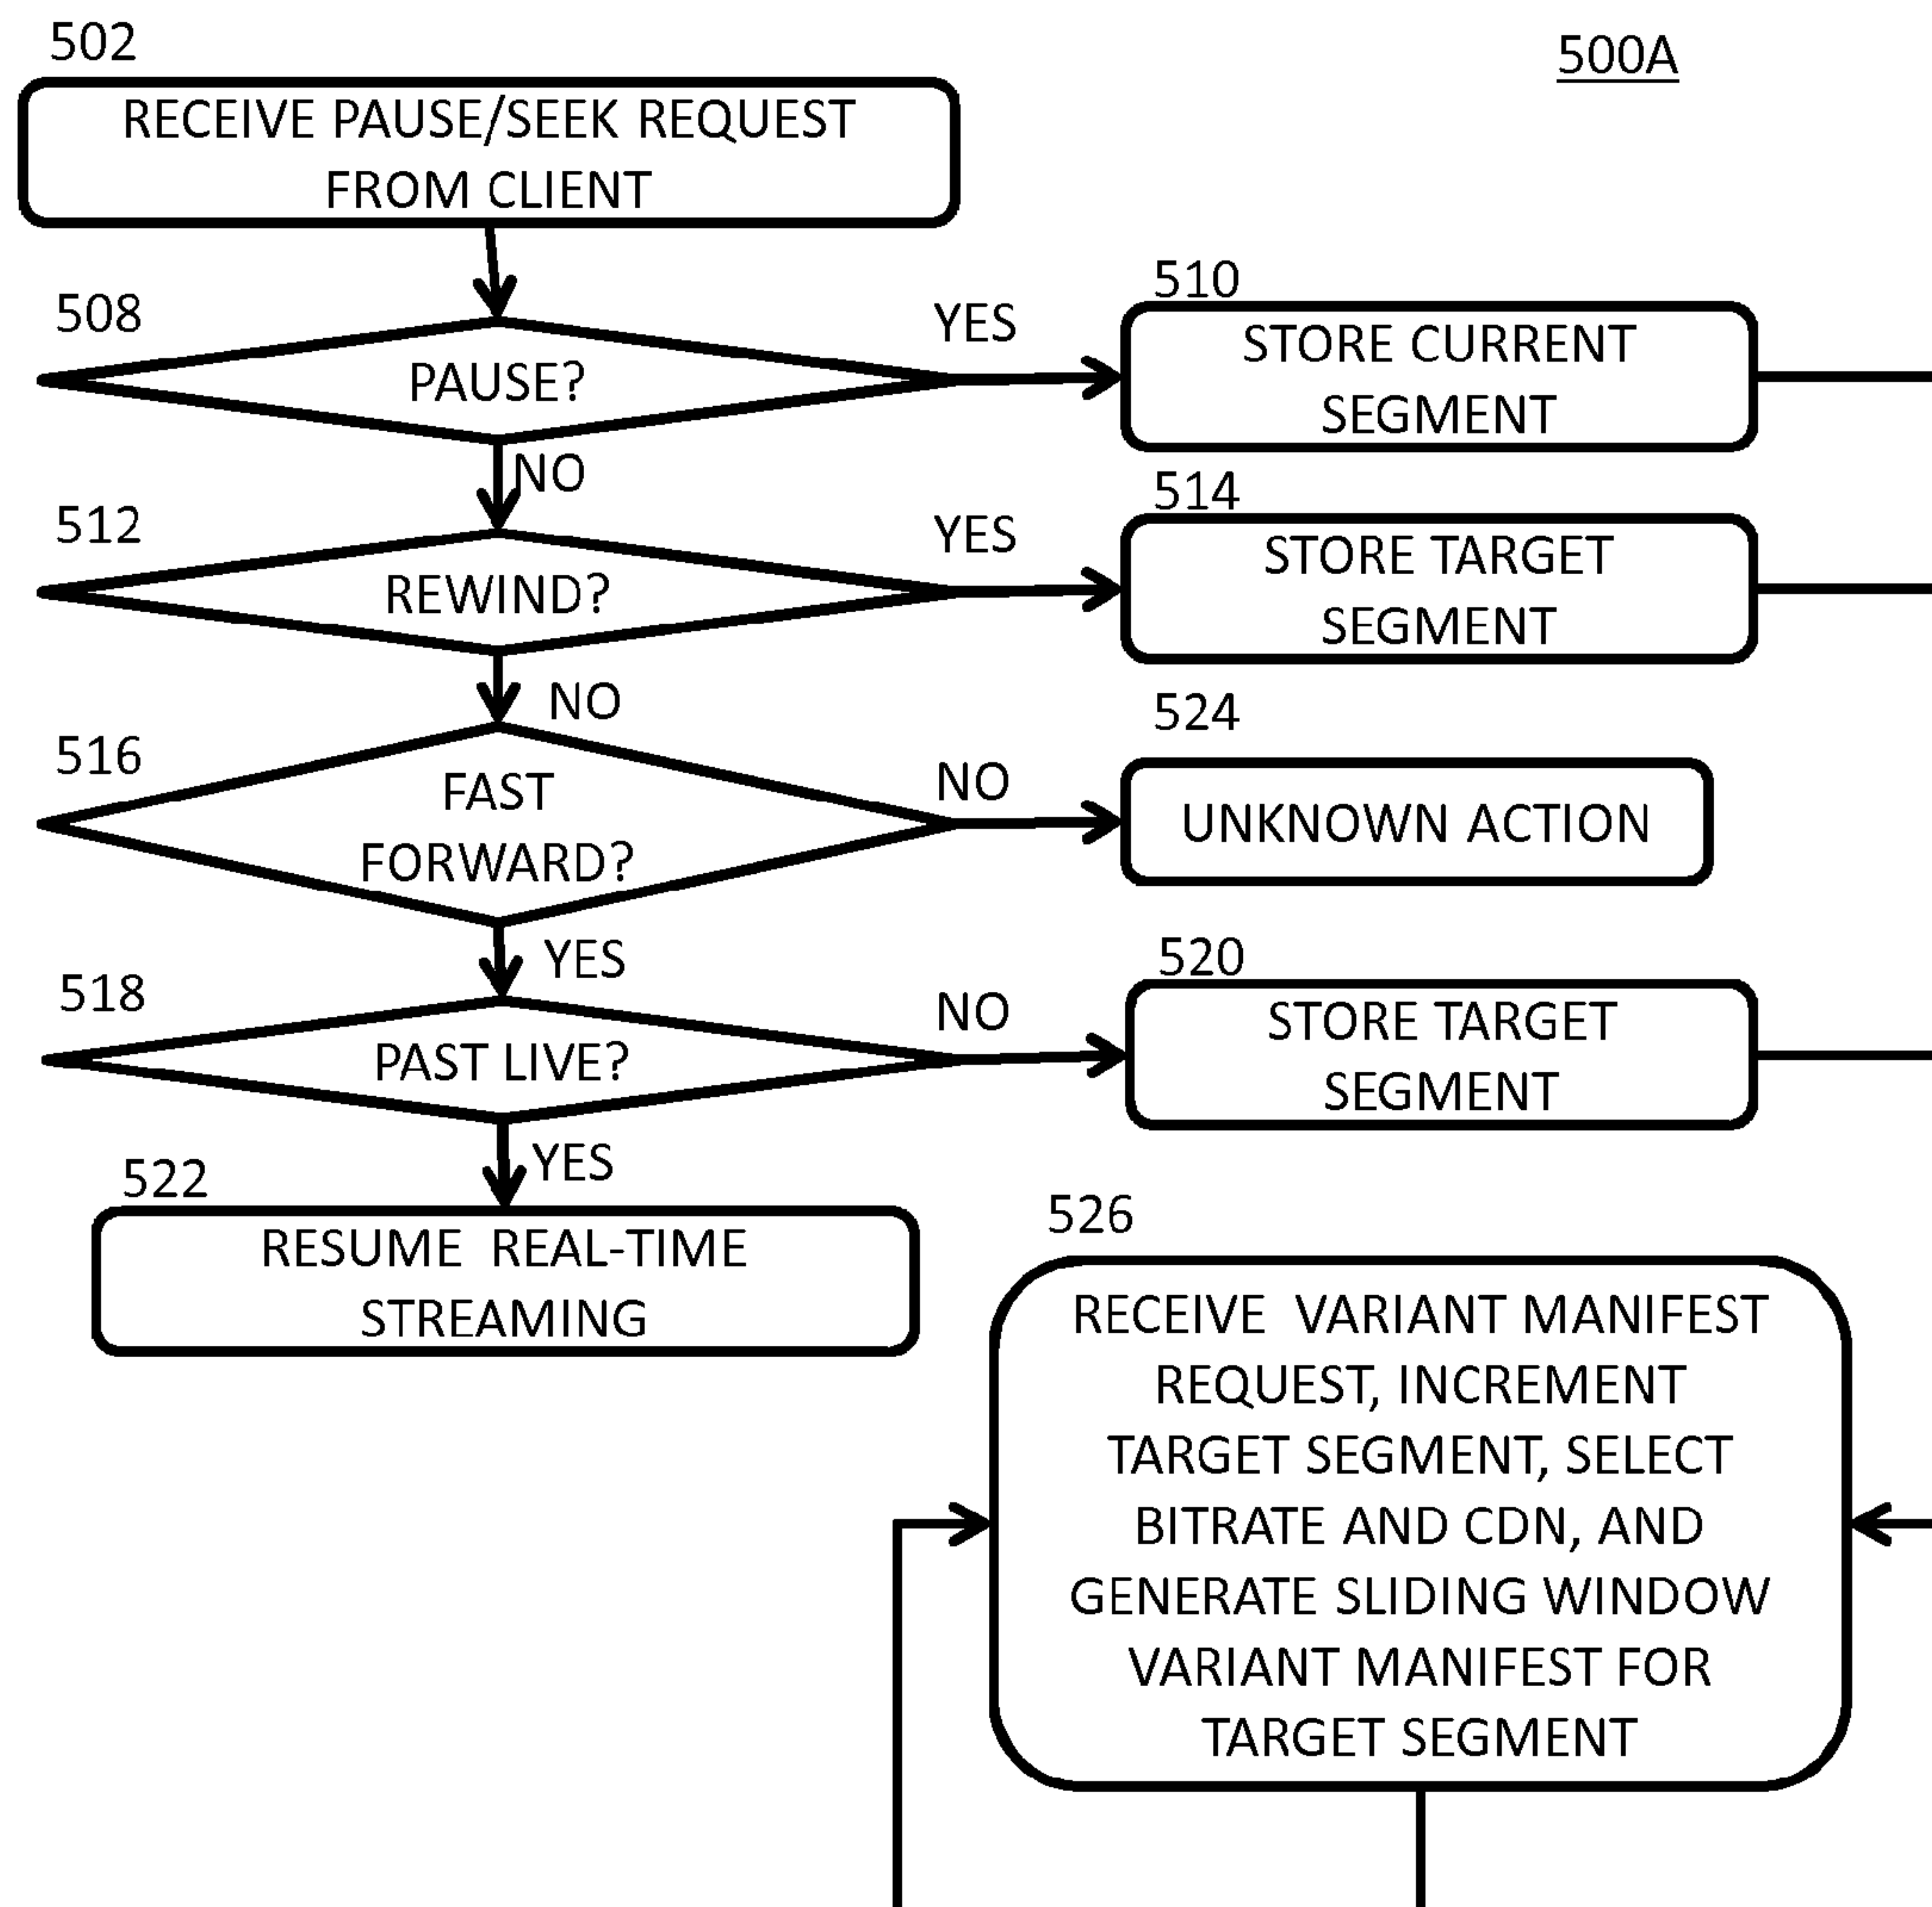 502
500A
RECEIVE PAUSE/SEEK REQUEST
FROM CLIENT
508
PAUSE?
YES
510
STORE CURRENT
SEGMENT
NO
512
REWIND?
YES
514
STORE TARGET
SEGMENT
NO
516
FAST
FORWARD?
NO
524
UNKNOWN ACTION
YES
518
PAST LIVE?
NO
520
STORE TARGET
SEGMENT
YES
522
RESUME REAL-TIME
STREAMING
526
RECEIVE VARIANT MANIFEST
REQUEST, INCREMENT
TARGET SEGMENT, SELECT
BITRATE AND CDN, AND
GENERATE SLIDING WINDOW
VARIANT MANIFEST FOR
TARGET SEGMENT